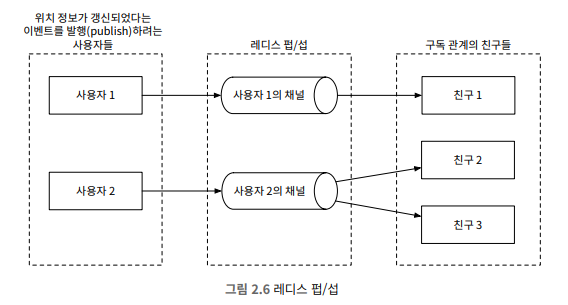 위치 정보가 갱신되었다는
이벤트를 발행(publish)하려는
사용자들
레디스 펍/섭
구독 관계의 친구들
사용자 1
사용자 1의 채널
친구 1
사용자 2
사용자 2의 채널
친구 2
친구 3
그림 2.6 레디스 펍/섭